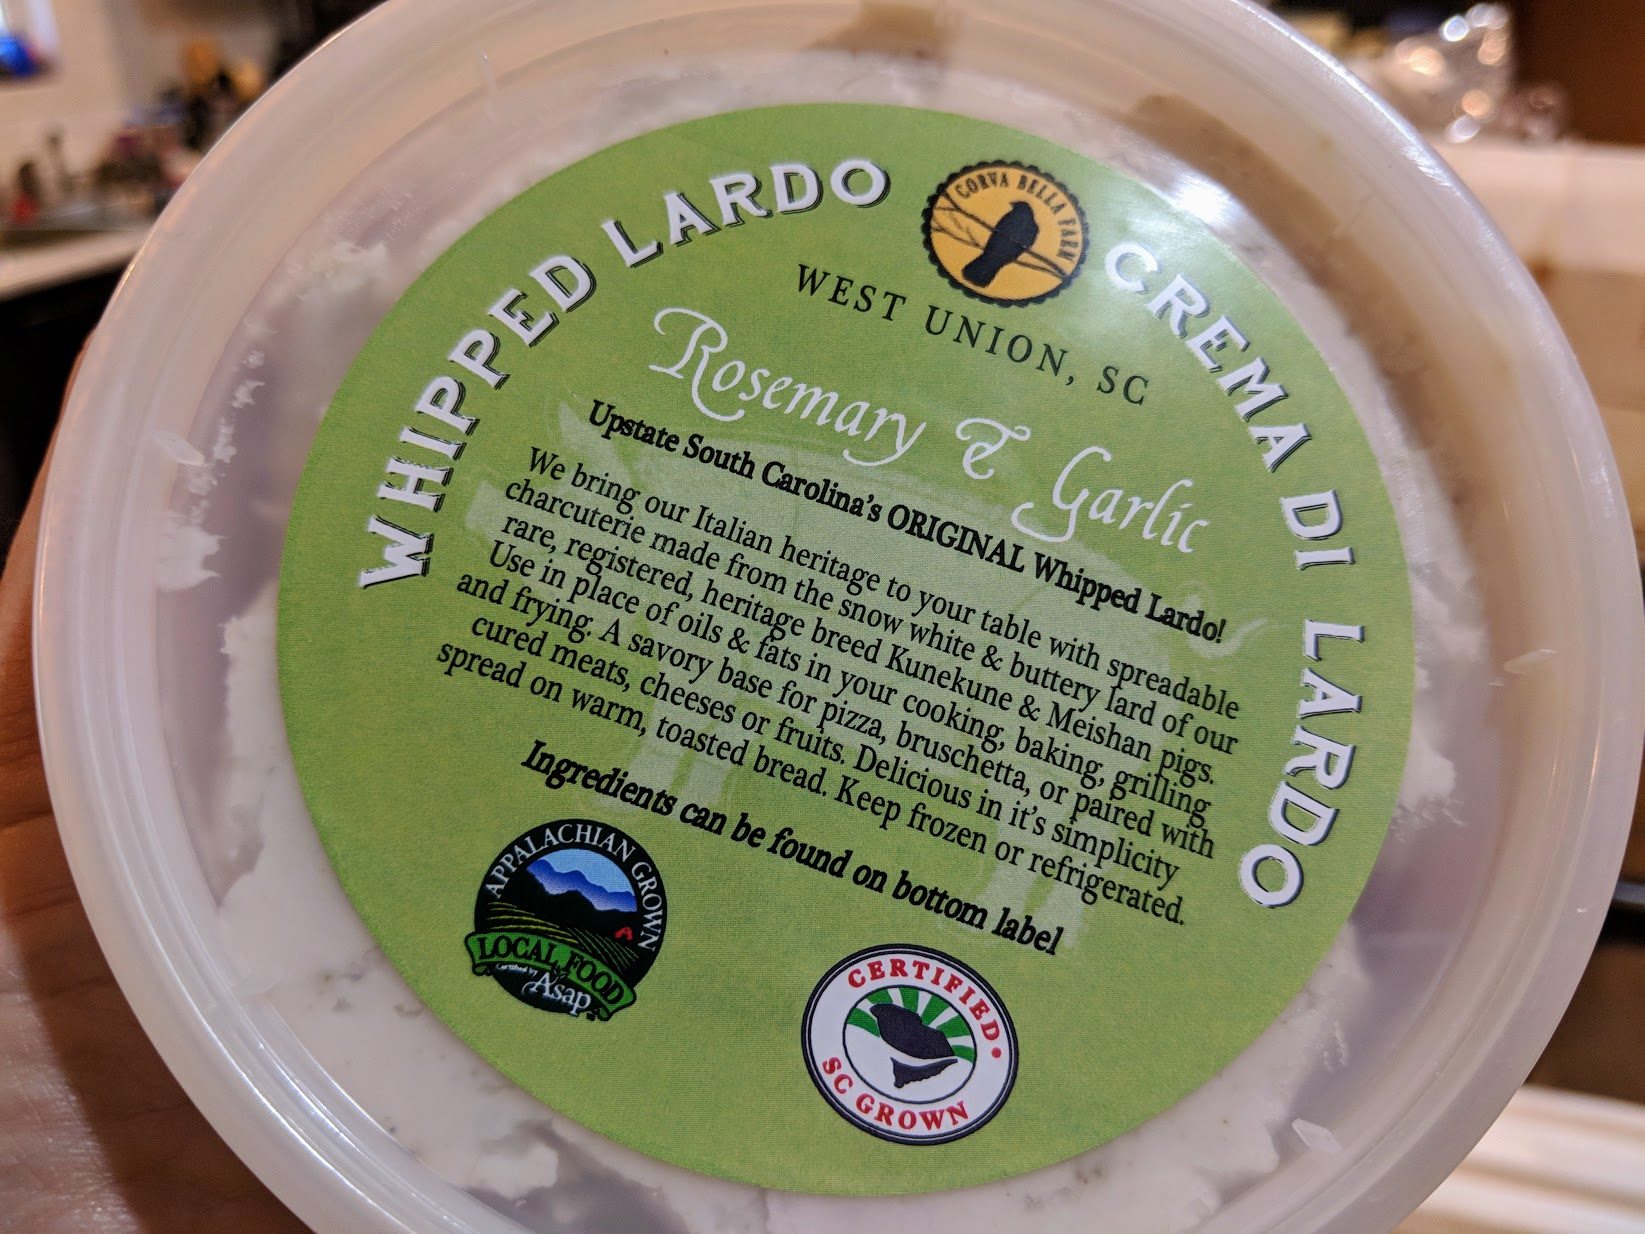 WHIPPED LARDO
CREMA DI LARDO
CORVA BELLA FARM
WEST UNION, SC
Rosemary & Garlic
Upstate South Carolina's ORIGINAL Whipped Lardo!
We bring our Italian heritage to your table with spreadable
charcuterie made from the snow white & buttery lard of our
rare, registered, heritage breed Kunekune & Meishan pigs.
Use in place of oils & fats in your cooking, baking, grilling
and frying. A savory base for pizza, bruschetta, or paired with
cured meats, cheeses or fruits. Delicious in it's simplicity
spread on warm, toasted bread. Keep frozen or refrigerated.
Ingredients can be found on bottom label
APPALACHIAN GROWN
LOCAL FOOD
Certified by
Asap
CERTIFIED
SC GROWN